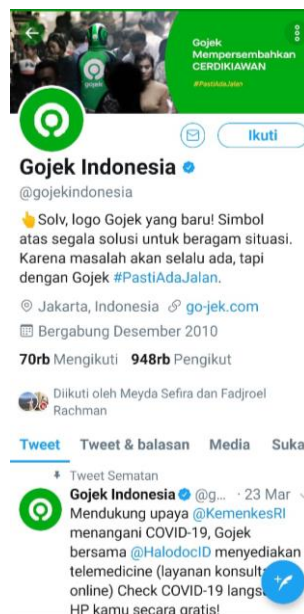 Gojek
Mempersembahkan
CERDIKIAWAN
#PastiAdaJalan
gojek
Ikuti
Gojek Indonesia
@gojekindonesia
👆Solv, logo Gojek yang baru! Simbol
atas segala solusi untuk beragam situasi.
Karena masalah akan selalu ada, tapi
dengan Gojek #PastiAdaJalan.
Jakarta, Indonesia go-jek.com
Bergabung Desember 2010
70rb Mengikuti 948rb Pengikut
Diikuti oleh Meyda Sefira dan Fadjroel
Rachman
Tweet Tweet & balasan Media Suka
Tweet Sematan
Gojek Indonesia @g... · 23 Mar
Mendukung upaya @KemenkesRI
menangani COVID-19, Gojek
bersama @HalodocID menyediakan
telemedicine (layanan konsult
online) Check COVID-19 langs
HP kamu secara gratis!